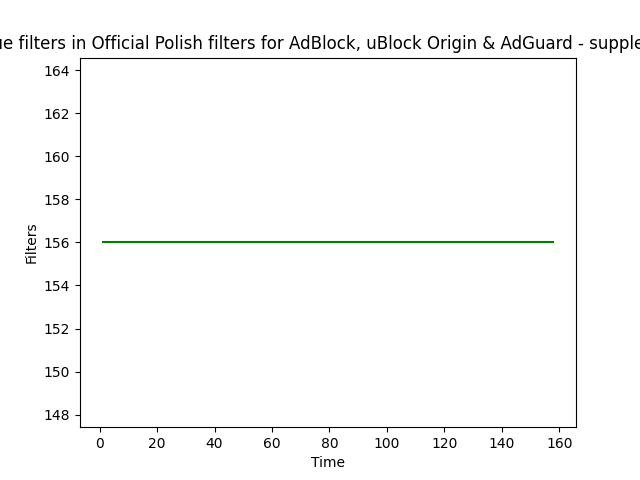 ue filters in Official Polish filters for AdBlock, uBlock Origin & AdGuard - supple
164
162
160
158
156
154
152
150
148
Filters
0 20 40 60 80 100 120 140 160
Time